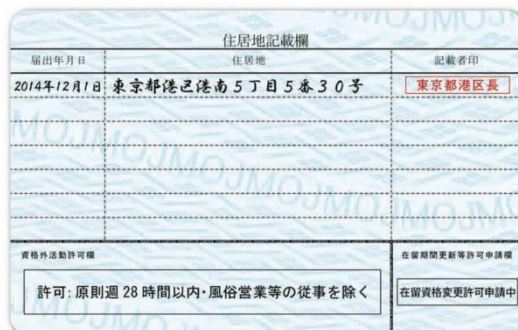 住居地記載欄
届出年月日 住居地 記載者印
2014年12月1日 東京都港区港南5丁目5番30号 東京都港区長
MOJMOJMOJMOJMOJ
資格外活動許可欄 在留期間更新等許可申請欄
許可:原則週28時間以内・風俗営業等の従事を除く 在留資格変更許可申請中